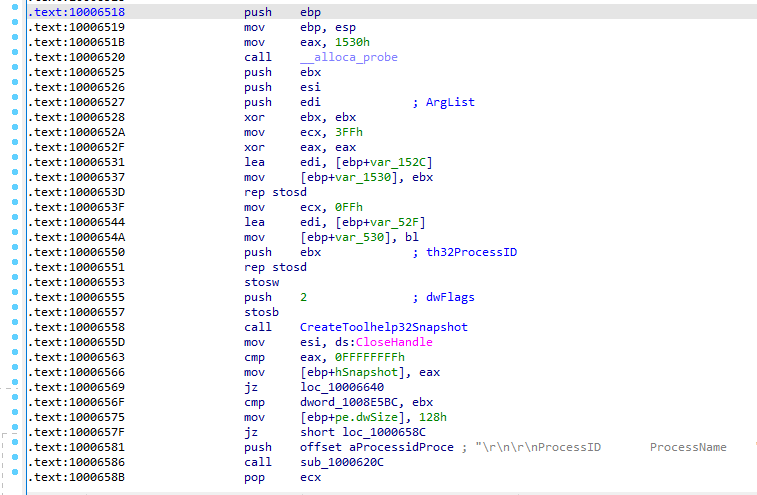 .text:10006518 push ebp
.text:10006519 mov ebp, esp
.text:1000651B mov eax, 1530h
.text:10006520 call __alloca_probe
.text:10006525 push ebx
.text:10006526 push esi
.text:10006527 push edi ; ArgList
.text:10006528 xor ebx, ebx
.text:1000652A mov ecx, 3FFh
.text:1000652F xor eax, eax
.text:10006531 lea edi, [ebp+var_152C]
.text:10006537 mov [ebp+var_1530], ebx
.text:1000653D rep stosd
.text:1000653F mov ecx, 0FFh
.text:10006544 lea edi, [ebp+var_52F]
.text:1000654A mov [ebp+var_530], bl
.text:10006550 push ebx ; th32ProcessID
.text:10006551 rep stosd
.text:10006553 stosw
.text:10006555 push 2 ; dwFlags
.text:10006557 stosb
.text:10006558 call CreateToolhelp32Snapshot
.text:1000655D mov esi, ds:CloseHandle
.text:10006563 cmp eax, 0FFFFFFFFh
.text:10006566 mov [ebp+hSnapshot], eax
.text:10006569 jz loc_10006640
.text:1000656F cmp dword_1008E5BC, ebx
.text:10006575 mov [ebp+pe.dwSize], 128h
.text:1000657F jz short loc_1000658C
.text:10006581 push offset aProcessidProce ; "\r\n\r\nProcessID ProcessName
.text:10006586 call sub_1000620C
.text:1000658B pop ecx